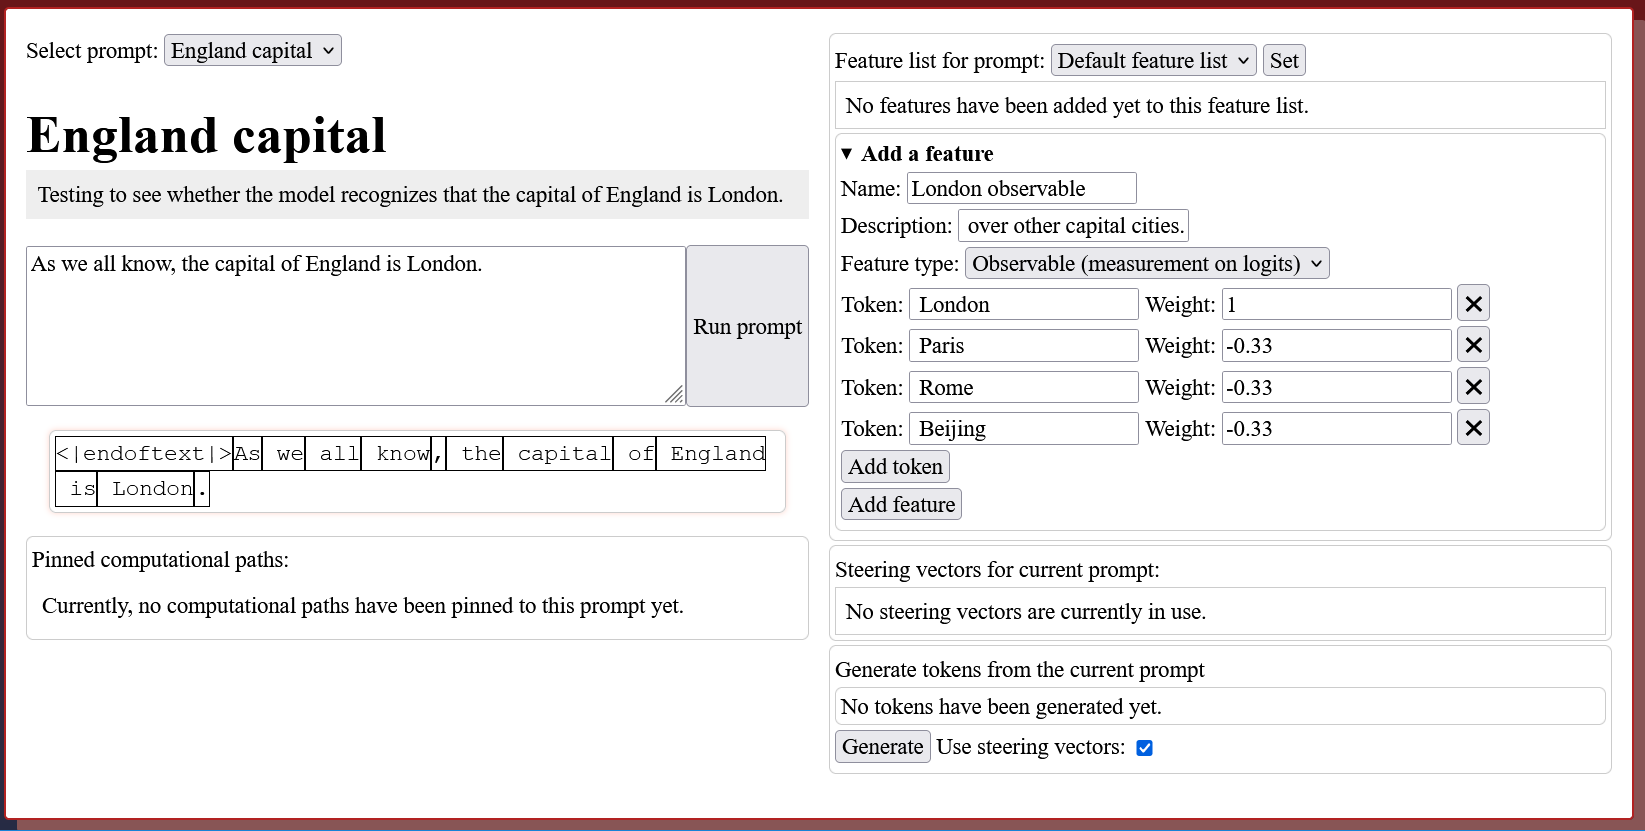 Select prompt: England capital
England capital
Testing to see whether the model recognizes that the capital of England is London.
As we all know, the capital of England is London.
Run prompt
<|endoftext|>As we all know, the capital of England
is London.
Pinned computational paths:
Currently, no computational paths have been pinned to this prompt yet.
Feature list for prompt: Default feature list Set
No features have been added yet to this feature list.
▼ Add a feature
Name: London observable
Description: over other capital cities.
Feature type: Observable (measurement on logits)
Token: London Weight: 1
Token: Paris Weight: -0.33
Token: Rome Weight: -0.33
Token: Beijing Weight: -0.33
Add token
Add feature
Steering vectors for current prompt:
No steering vectors are currently in use.
Generate tokens from the current prompt
No tokens have been generated yet.
Generate Use steering vectors: